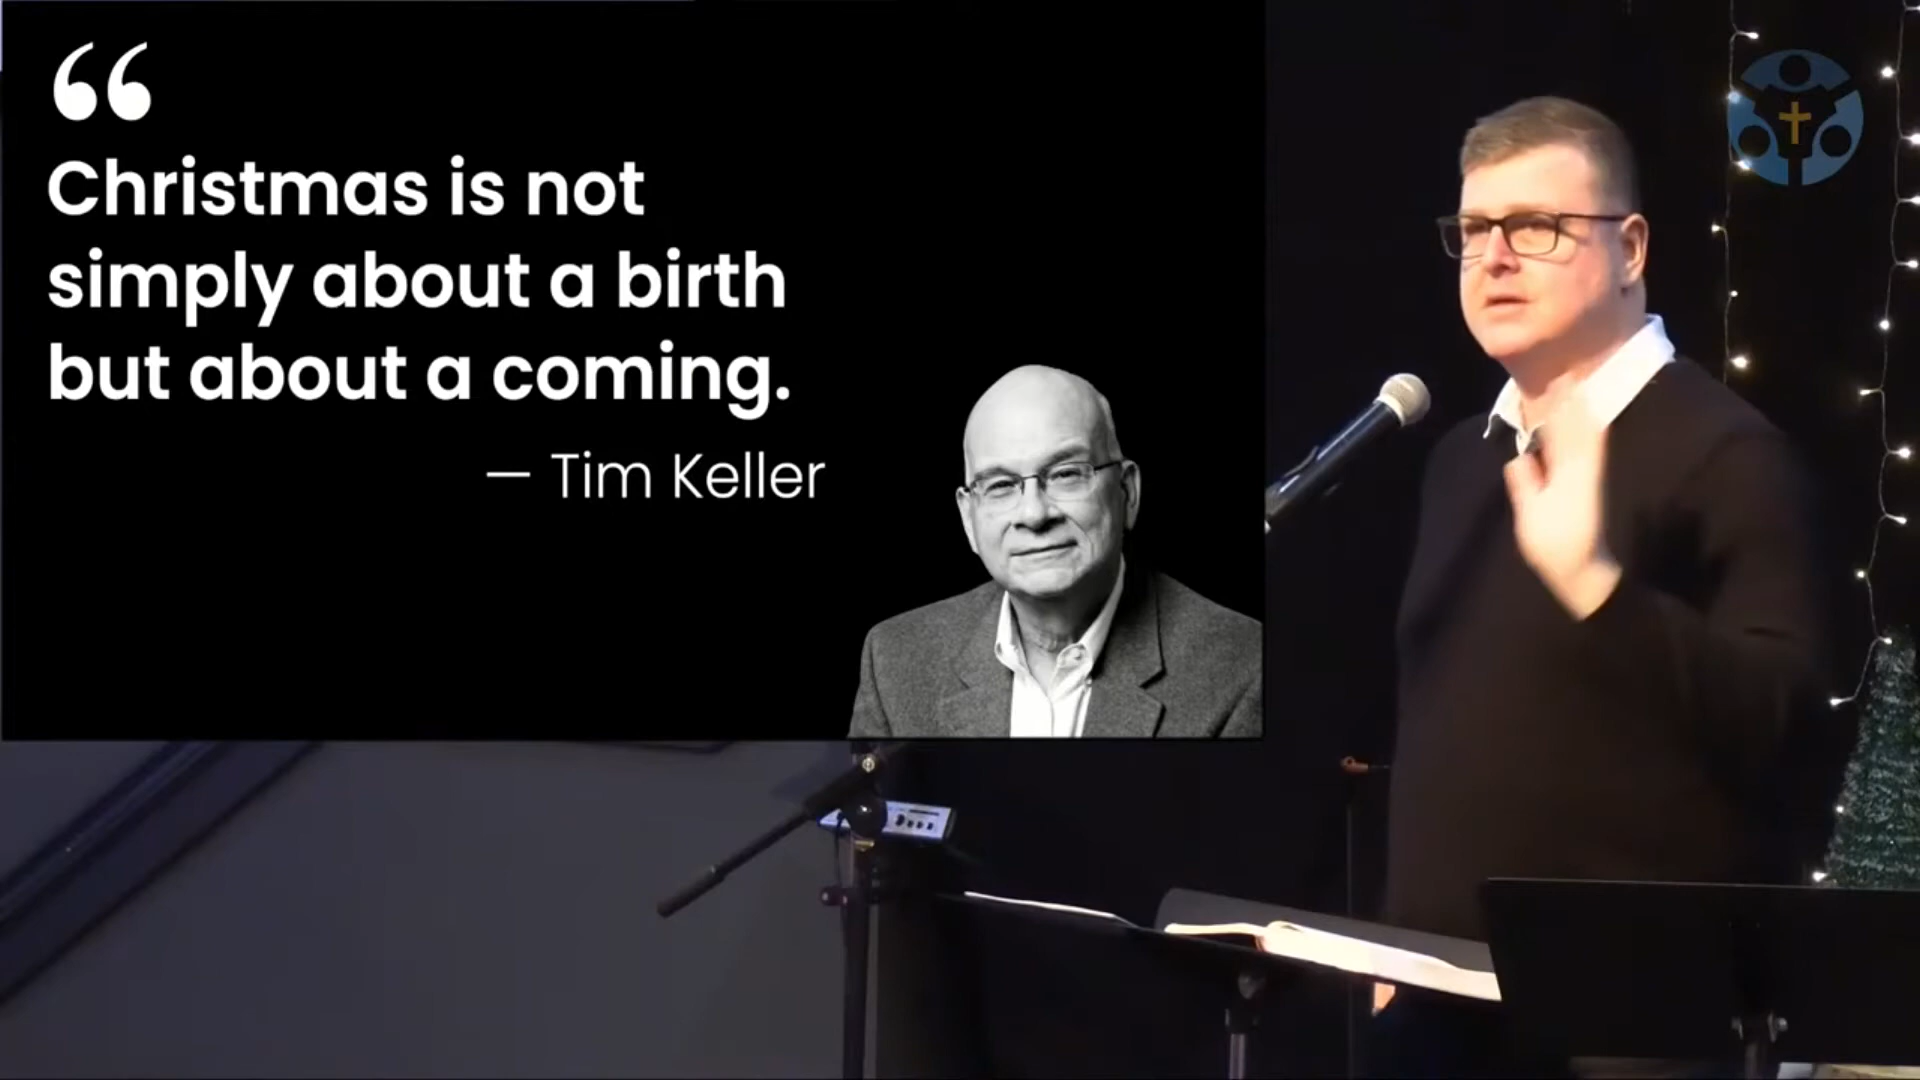 “
Christmas is not
simply about a birth
but about a coming.
— Tim Keller